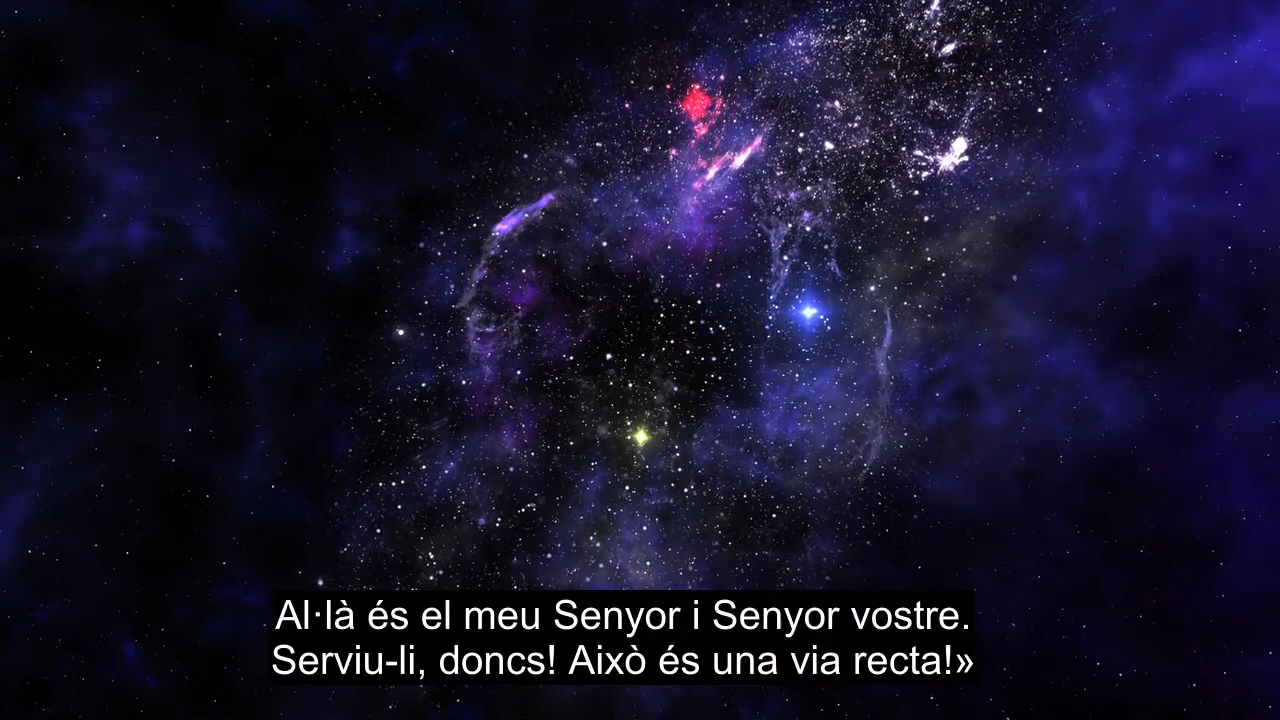 Al·là és el meu Senyor i Senyor vostre.
Serviu-li, doncs! Això és una via recta!»